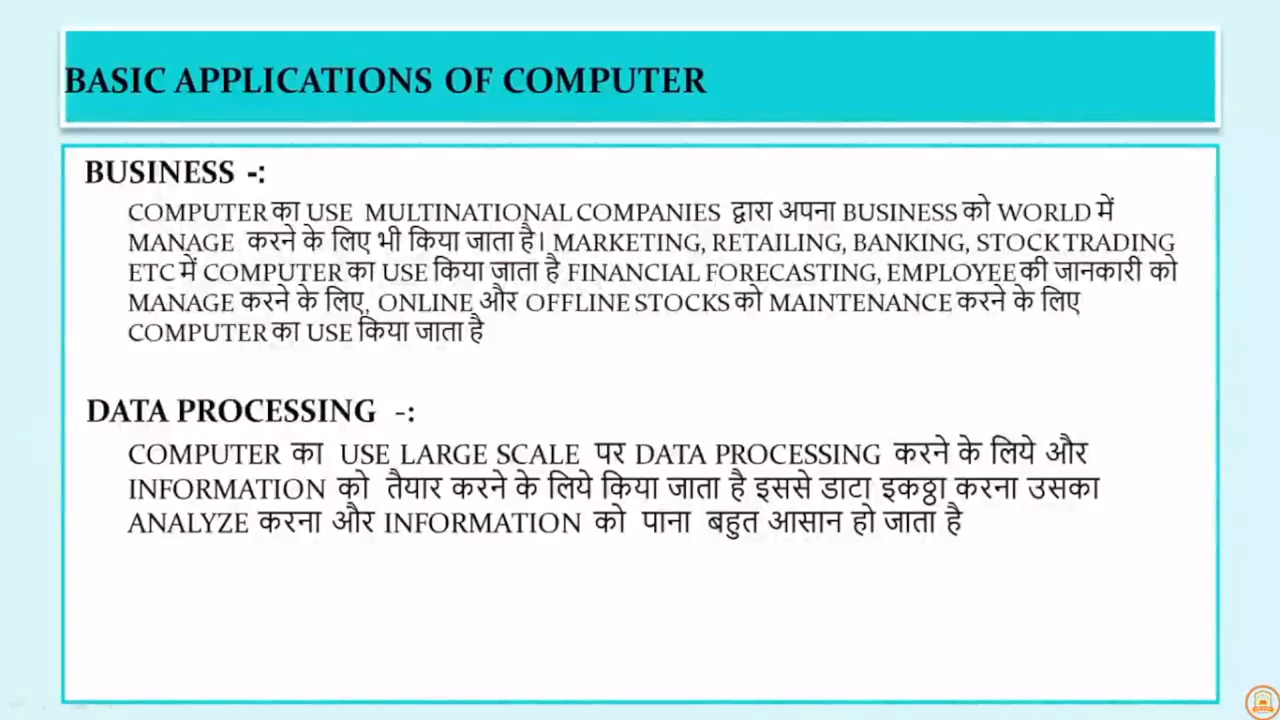 BASIC APPLICATIONS OF COMPUTER
BUSINESS -:
COMPUTER का USE MULTINATIONAL COMPANIES द्वारा अपना BUSINESS को WORLD में
MANAGE करने के लिए भी किया जाता है। MARKETING, RETAILING, BANKING, STOCK TRADING
ETC में COMPUTER का USE किया जाता है FINANCIAL FORECASTING, EMPLOYEE की जानकारी को
MANAGE करने के लिए, ONLINE और OFFLINE STOCKS को MAINTENANCE करने के लिए
COMPUTER का USE किया जाता है
DATA PROCESSING -:
COMPUTER का USE LARGE SCALE पर DATA PROCESSING करने के लिये और
INFORMATION को तैयार करने के लिये किया जाता है इससे डाटा इकठ्ठा करना उसका
ANALYZE करना और INFORMATION को पाना बहुत आसान हो जाता है